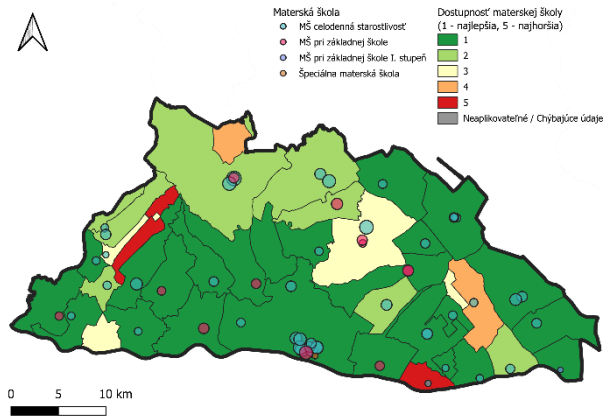 Materská škola
MŠ celodenná starostlivosť
MŠ pri základnej škole
MŠ pri základnej škole I. stupeň
Špeciálna materská škola
Dostupnosť materskej školy
(1 - najlepšia, 5 - najhoršia)
1
2
3
4
5
Neaplikovateľné / Chýbajúce údaje
0 5 10 km